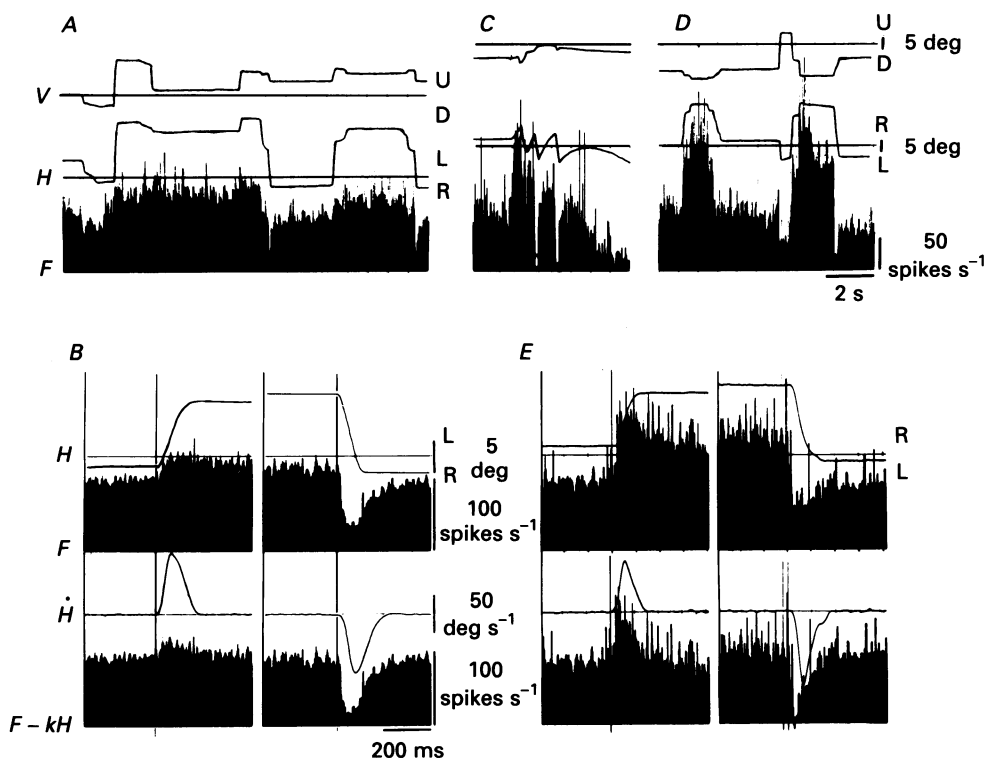 A
C
D
U
5 deg
D
V
U
D
R
5 deg
L
L
H
R
50
spikes s⁻¹
F
2 s
B
E
L
H
5
deg
R
R
L
100
spikes s⁻¹
F
Ḣ
50
deg s⁻¹
100
spikes s⁻¹
F – kH
200 ms